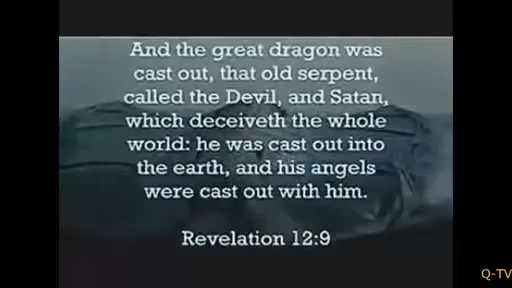 And the great dragon was
cast out, that old serpent,
called the Devil, and Satan,
which deceiveth the whole
world: he was cast out into
the earth, and his angels
were cast out with him.
Revelation 12:9
Q-TV